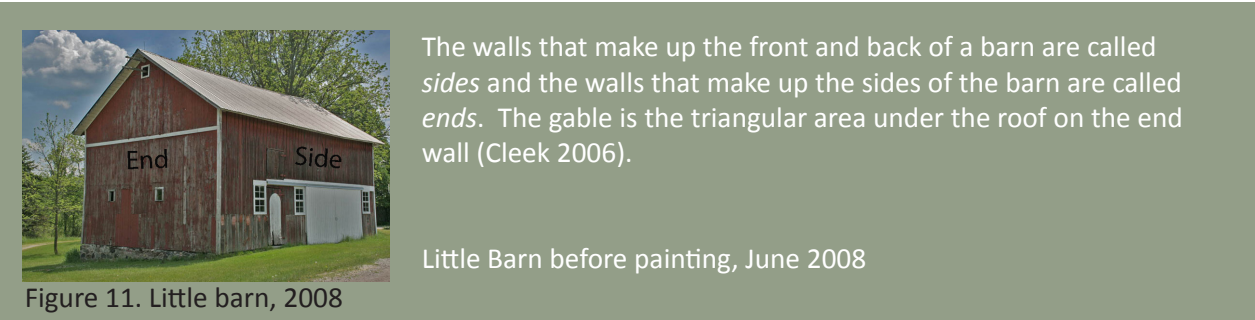 End
Side
The walls that make up the front and back of a barn are called
sides and the walls that make up the sides of the barn are called
ends.  The gable is the triangular area under the roof on the end
wall (Cleek 2006).
Little Barn before painting, June 2008
Figure 11. Little barn, 2008